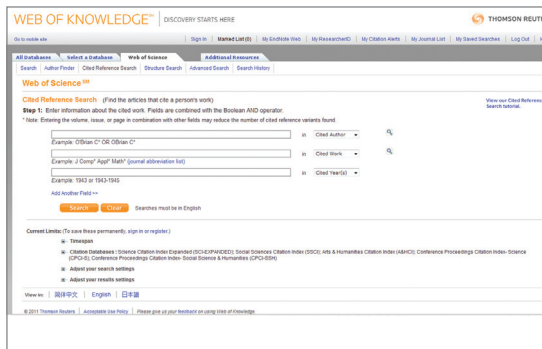 WEB OF KNOWLEDGE℠ | DISCOVERY STARTS HERE
THOMSON REUT
Go to mobile site
Sign In | Marked List (0) | My EndNote Web | My ResearcherID | My Citation Alerts | My Journal List | My Saved Searches | Log Out |
All Databases Select a Database Web of Science Additional Resources
Search | Author Finder | Cited Reference Search | Structure Search | Advanced Search | Search History
Web of Science ℠
Cited Reference Search (Find the articles that cite a person's work)
View our Cited Reference
Search tutorial.
Step 1: Enter information about the cited work. Fields are combined with the Boolean AND operator.
* Note: Entering the volume, issue, or page in combination with other fields may reduce the number of cited reference variants found.
in Cited Author
Example: O'Brian C* OR OBrian C*
in Cited Work
Example: J Comp* Appl* Math* (journal abbreviation list)
in Cited Year(s)
Example: 1943 or 1943-1945
Add Another Field >>
Search Clear Searches must be in English
Current Limits: (To save these permanently, sign in or register.)
Timespan
Citation Databases : Science Citation Index Expanded (SCI-EXPANDED); Social Sciences Citation Index (SSCI); Arts & Humanities Citation Index (A&HCI); Conference Proceedings Citation Index- Science
(CPCI-S); Conference Proceedings Citation Index- Social Science & Humanities (CPCI-SSH)
Adjust your search settings
Adjust your results settings
View in: | 简体中文 | English | 日本語
© 2011 Thomson Reuters | Acceptable Use Policy | Please give us your feedback on using Web of Knowledge.